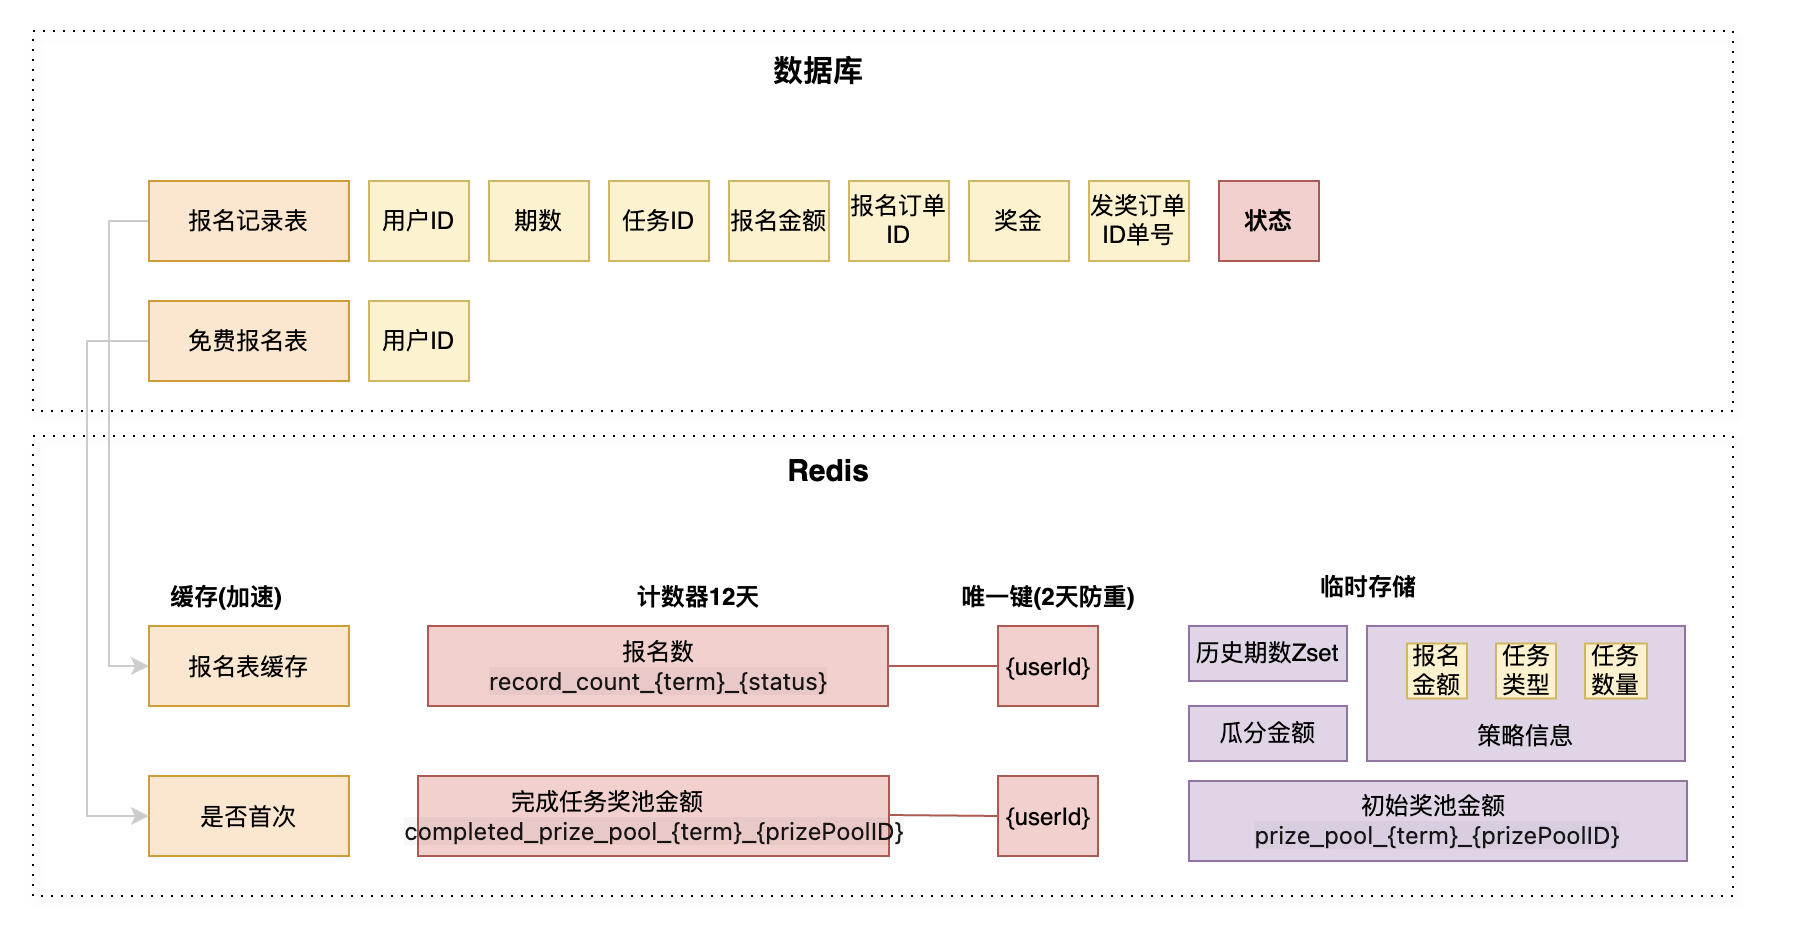 数据库
报名记录表
用户ID
期数
任务ID
报名金额
报名订单
ID
奖金
发奖订单
ID单号
状态
免费报名表
用户ID
Redis
缓存(加速)
计数器12天
唯一键(2天防重)
临时存储
报名表缓存
报名数
record_count_{term}_{status}
{userId}
历史期数Zset
报名
金额
任务
类型
任务
数量
瓜分金额
策略信息
是否首次
完成任务奖池金额
completed_prize_pool_{term}_{prizePoolID}
{userId}
初始奖池金额
prize_pool_{term}_{prizePoolID}